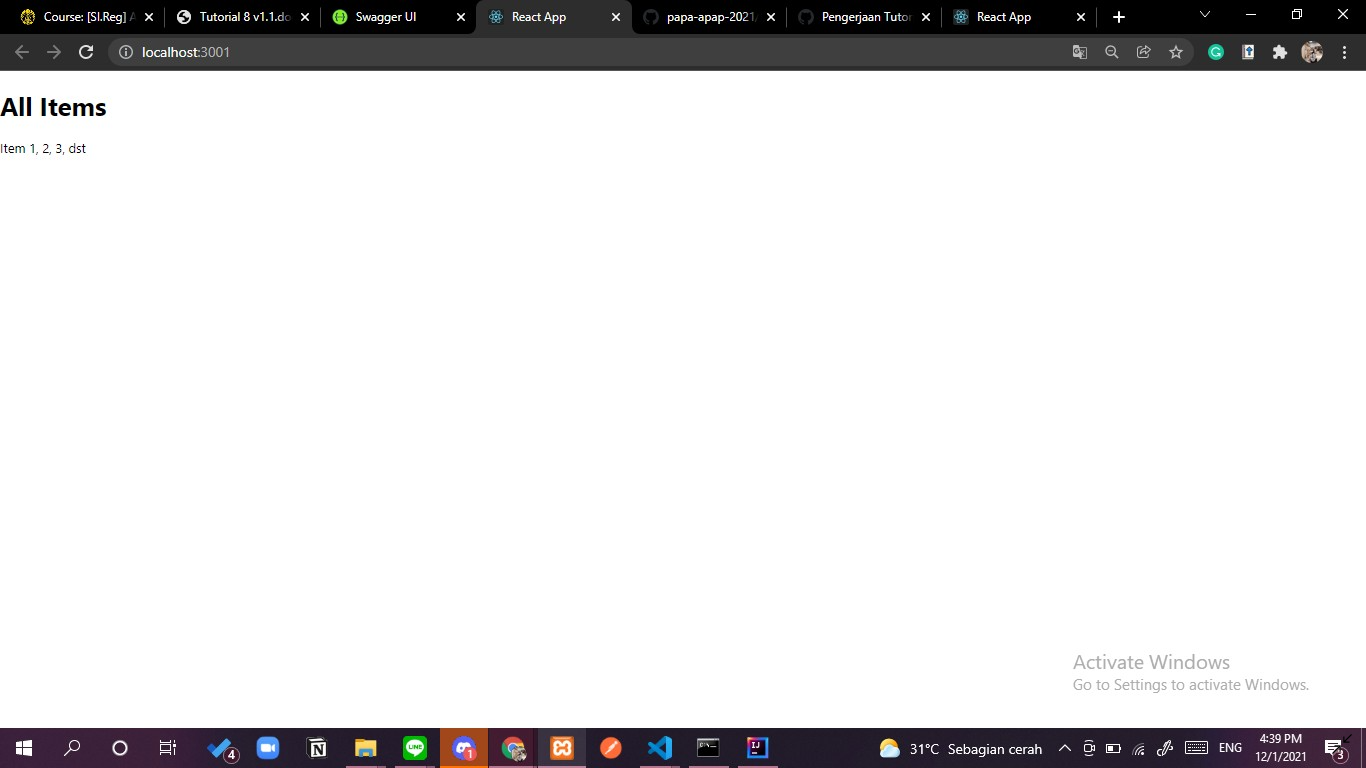 Course: [SI.Reg] A
Tutorial 8 v1.1.do
Swagger UI
React App
papa-apap-2021
Pengerjaan Tutor
React App
localhost:3001
All Items
Item 1, 2, 3, dst
Activate Windows
Go to Settings to activate Windows.
4
LINE
1
31°C Sebagian cerah
ENG
4:39 PM
12/1/2021
3